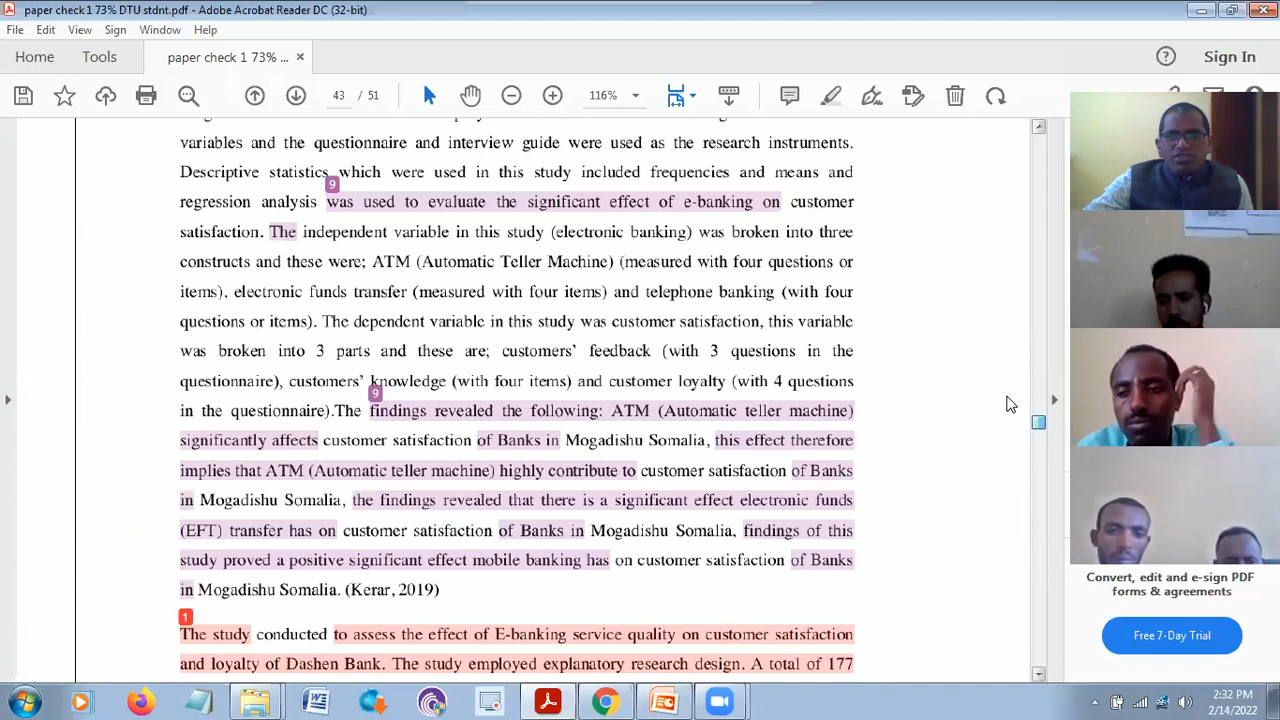 paper check 1 73% DTU stdnt.pdf - Adobe Acrobat Reader DC (32-bit)
File Edit View Sign Window Help
Home Tools paper check 1 73% ... ×
Sign In
43 / 51 116%
variables and the questionnaire and interview guide were used as the research instruments.
Descriptive statistics which were used in this study included frequencies and means and
9
regression analysis was used to evaluate the significant effect of e-banking on customer
satisfaction. The independent variable in this study (electronic banking) was broken into three
constructs and these were; ATM (Automatic Teller Machine) (measured with four questions or
items), electronic funds transfer (measured with four items) and telephone banking (with four
questions or items). The dependent variable in this study was customer satisfaction, this variable
was broken into 3 parts and these are; customers’ feedback (with 3 questions in the
questionnaire), customers’ knowledge (with four items) and customer loyalty (with 4 questions
9
in the questionnaire).The findings revealed the following: ATM (Automatic teller machine)
significantly affects customer satisfaction of Banks in Mogadishu Somalia, this effect therefore
implies that ATM (Automatic teller machine) highly contribute to customer satisfaction of Banks
in Mogadishu Somalia, the findings revealed that there is a significant effect electronic funds
(EFT) transfer has on customer satisfaction of Banks in Mogadishu Somalia, findings of this
study proved a positive significant effect mobile banking has on customer satisfaction of Banks
in Mogadishu Somalia. (Kerar, 2019)
1
The study conducted to assess the effect of E-banking service quality on customer satisfaction
and loyalty of Dashen Bank. The study employed explanatory research design. A total of 177
Convert, edit and e-sign PDF
forms & agreements
Free 7-Day Trial
2:32 PM
2/14/2022